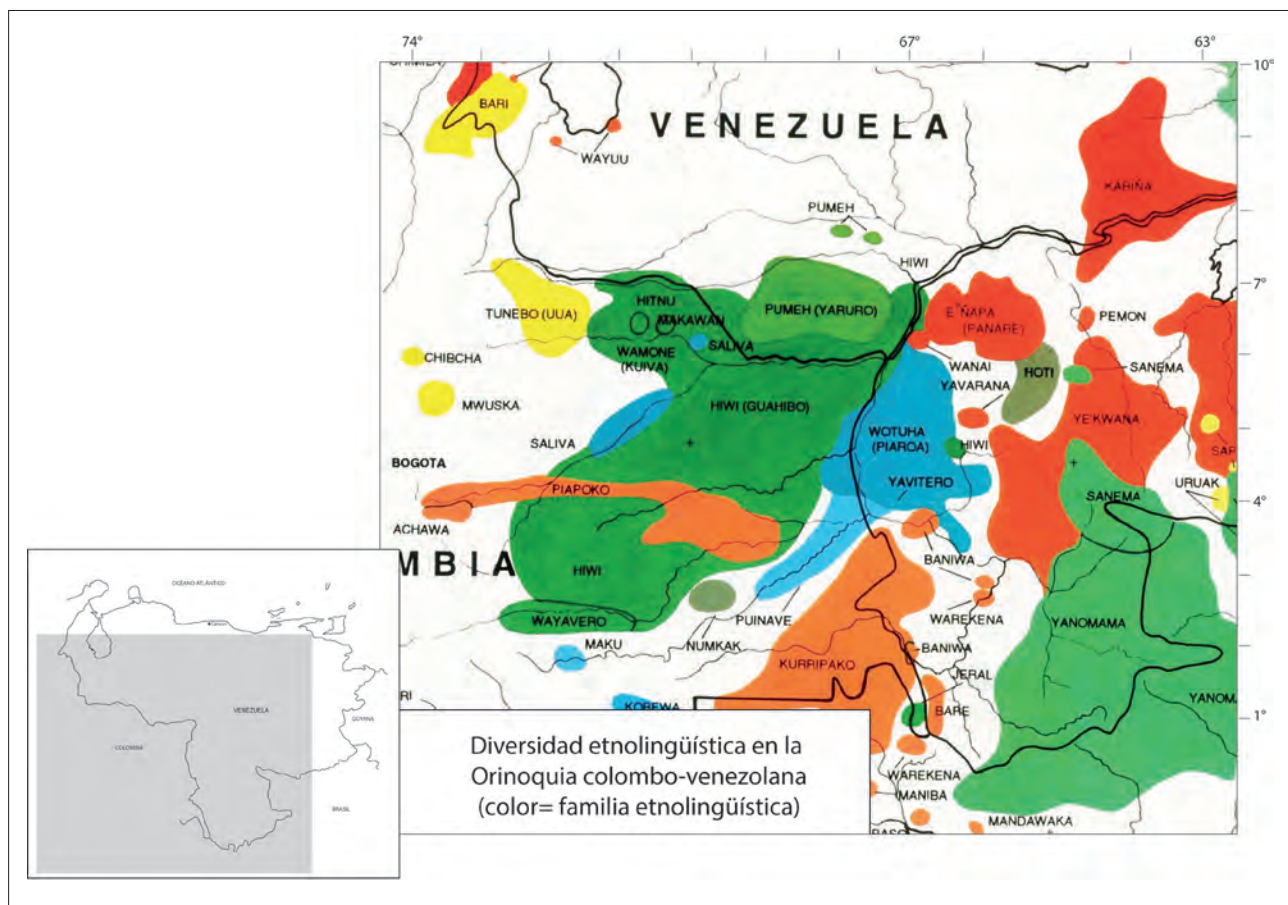 74°
67°
63°
10°
BARI
VENEZUELA
WAYUU
KARIÑA
PUMEH
HIWI
7°
HITNU
PUMEH (YARURO)
TUNEBO (UUA)
MAKAWAN
E'ÑAPA
(PANARE)
PEMON
SALIVA
CHIBCHA
WAMONE
(KUIVA)
WANAI
HOTI
SANEMA
YAVARANA
MWUSKA
HIWI (GUAHIBO)
YE'KWANA
SALIVA
WOTUHA
(PIAROA)
HIWI
BOGOTA
YAVITERO
URUAK
PIAPOKO
SANEMA
4°
ACHAWA
BANIWA
MBIA
HIWI
WAREKENA
YANOMAMA
WAYAVERO
PUINAVE
MAKU
NUMKAK
BANIWA
KURRIPAKO
JERAL
KOBEWA
BARE
1°
Diversidad etnolingüística en la
Orinoquia colombo-venezolana
(color= familia etnolingüística)
WAREKENA
MANIBA
MANDAWAKA
OCÉANO ATLÁNTICO
VENEZUELA
GUYANA
COLOMBIA
BRASIL